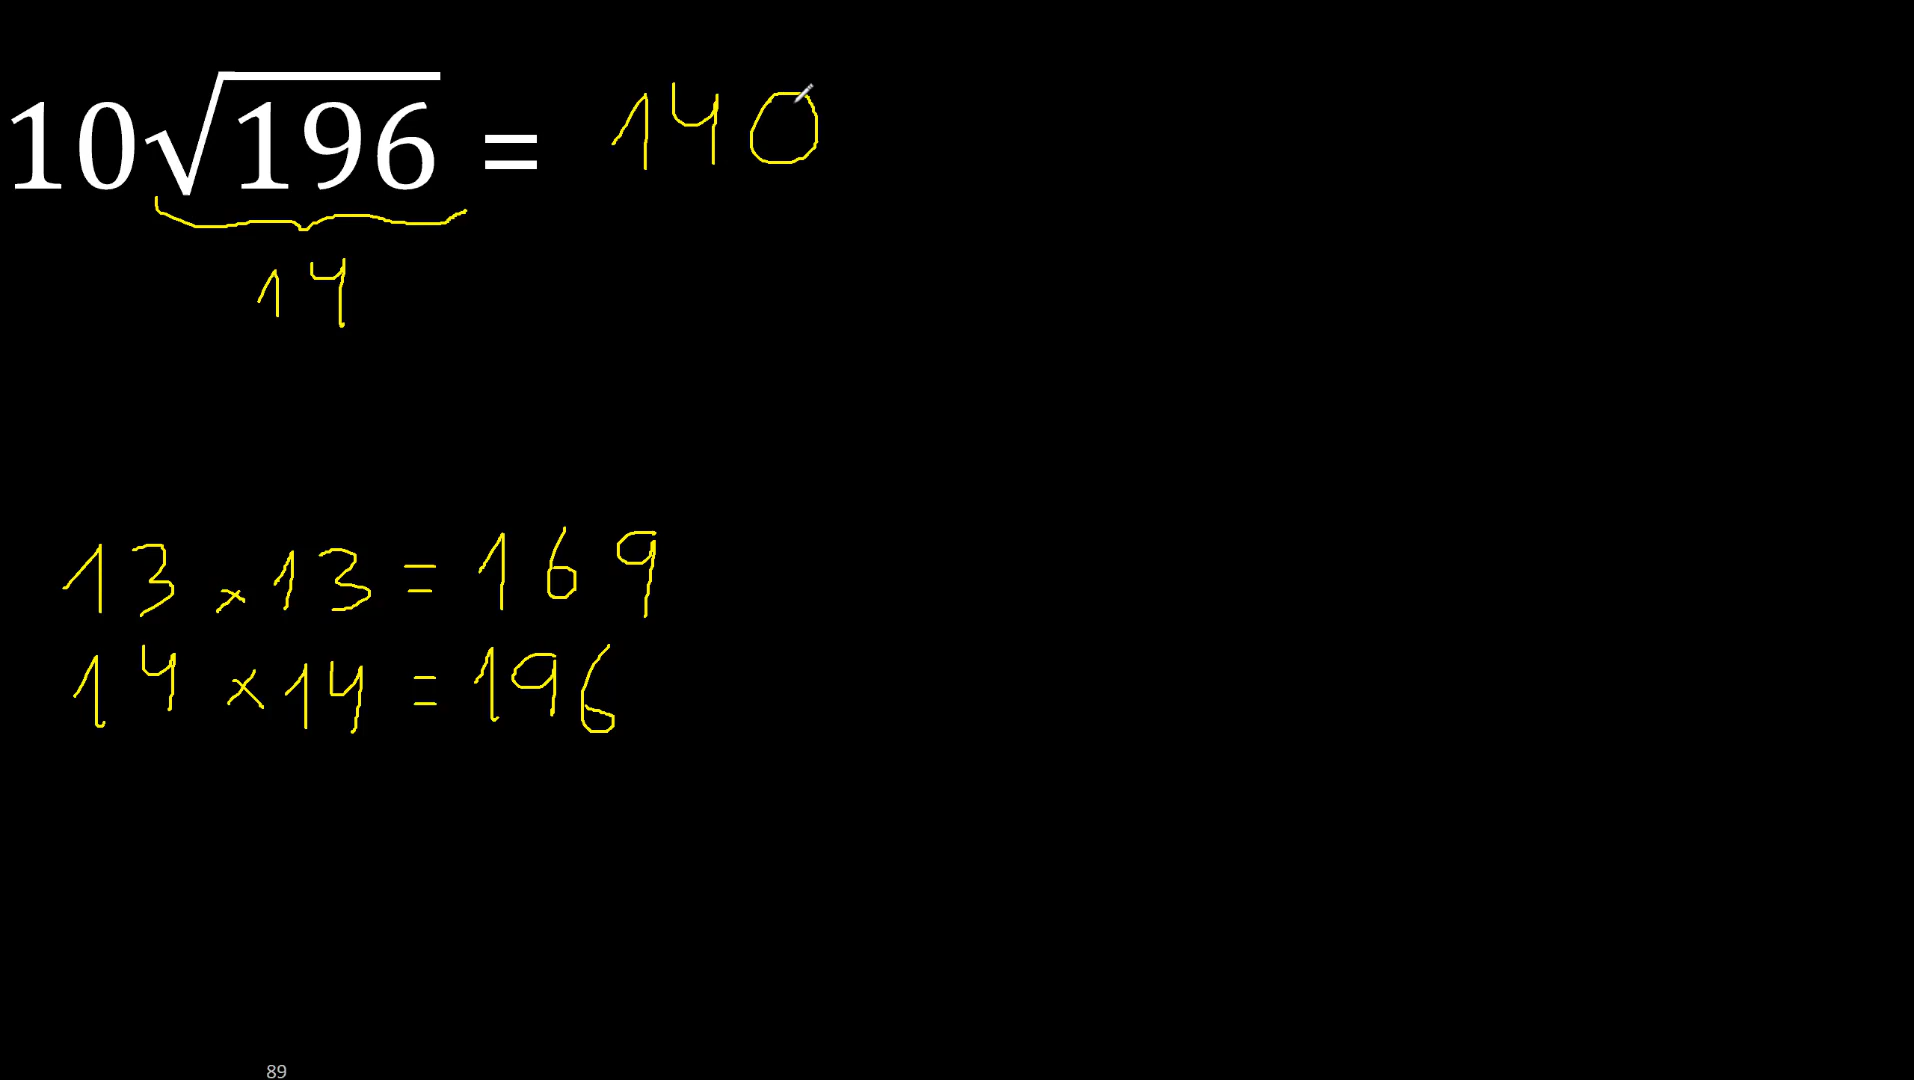 10√196 = 140
14
13 × 13 = 169
14 × 14 = 196
89